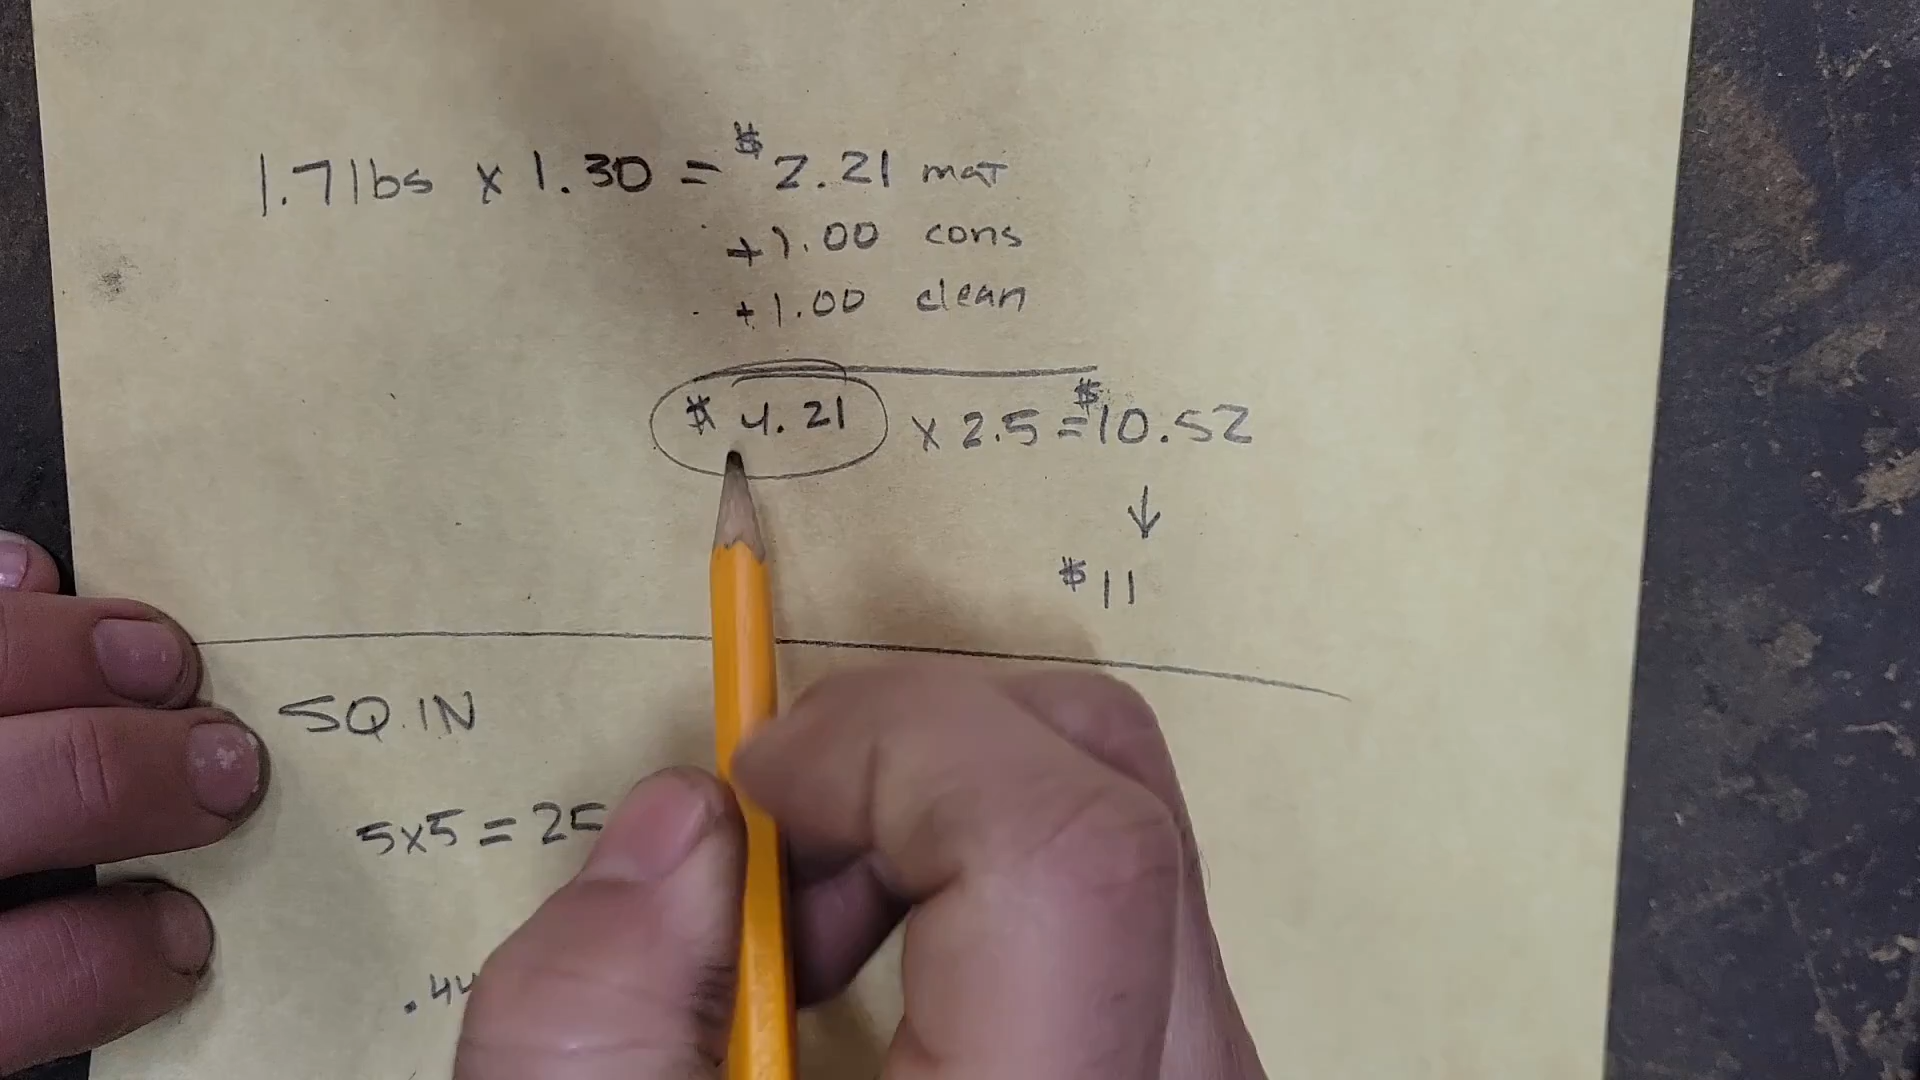 1.7lbs x 1.30 = $2.21 mat
+1.00 cons
+1.00 clean
$4.21 x 2.5 = $10.52
↓
$11
SQ.IN
5x5 = 25
.44